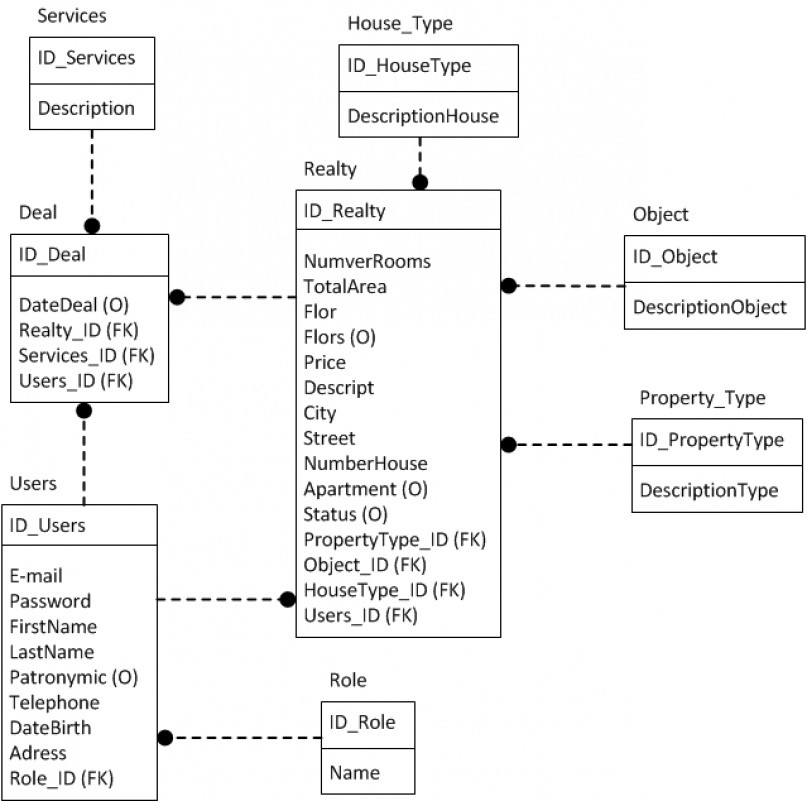 Services
ID_Services
Description
House_Type
ID_HouseType
DescriptionHouse
Deal
ID_Deal
DateDeal (O)
Realty_ID (FK)
Services_ID (FK)
Users_ID (FK)
Realty
ID_Realty
NumverRooms
TotalArea
Flor
Flors (O)
Price
Descript
City
Street
NumberHouse
Apartment (O)
Status (O)
PropertyType_ID (FK)
Object_ID (FK)
HouseType_ID (FK)
Users_ID (FK)
Object
ID_Object
DescriptionObject
Property_Type
ID_PropertyType
DescriptionType
Users
ID_Users
E-mail
Password
FirstName
LastName
Patronymic (O)
Telephone
DateBirth
Adress
Role_ID (FK)
Role
ID_Role
Name